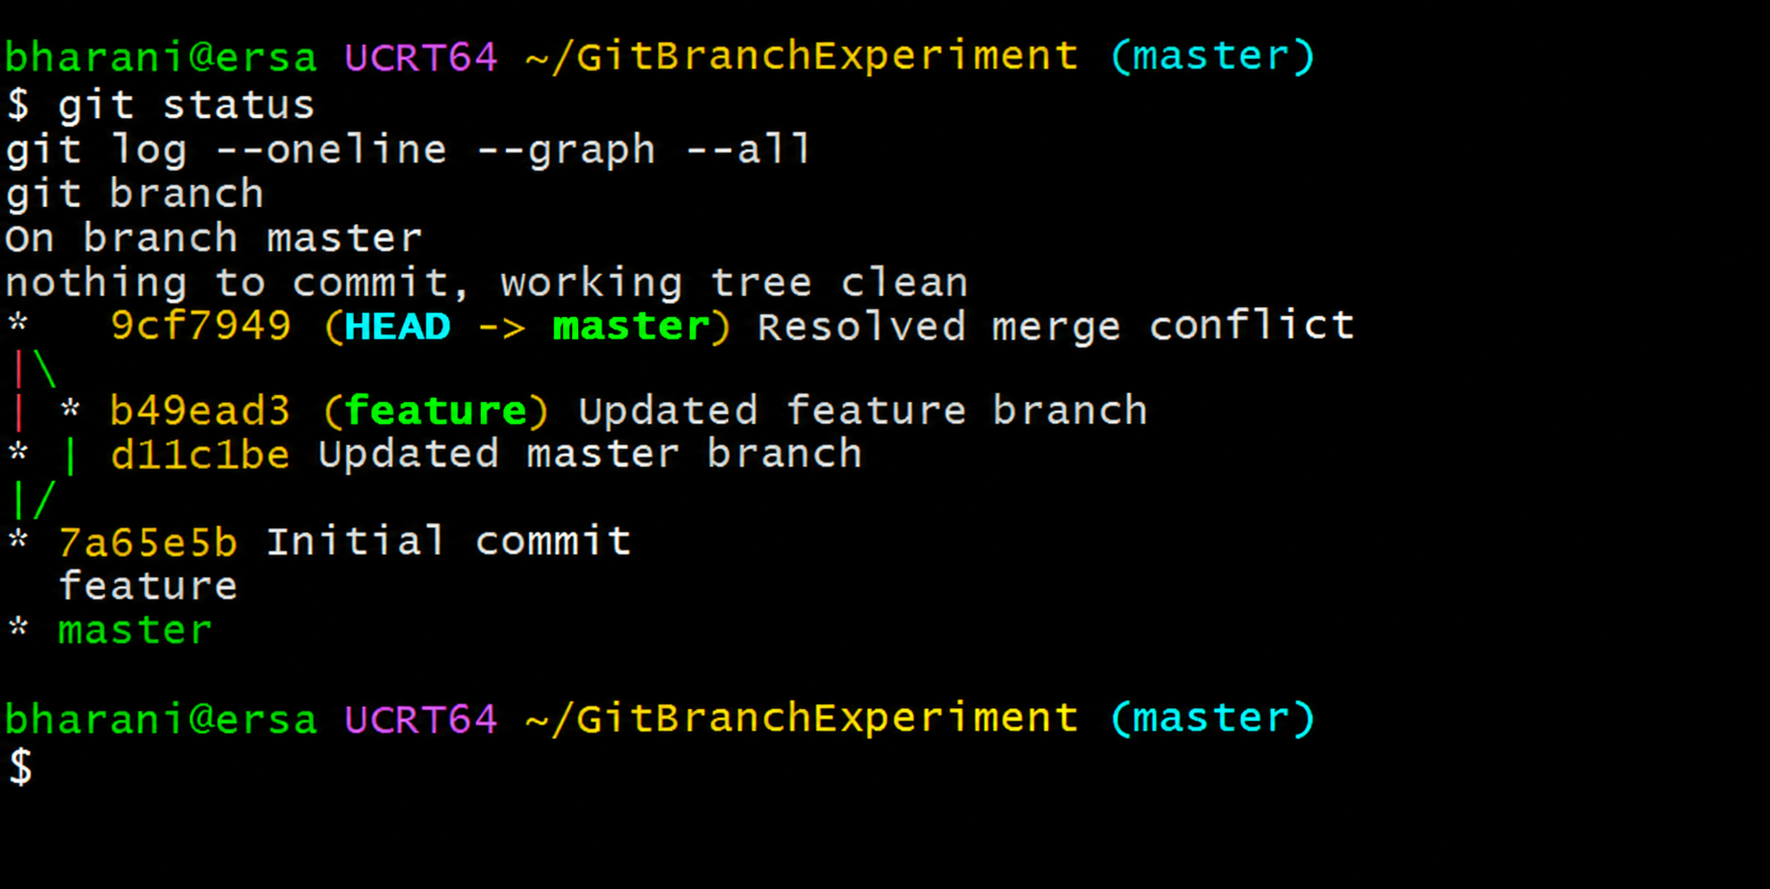 bharani@ersa UCRT64 ~/GitBranchExperiment (master)
$ git status
git log --oneline --graph --all
git branch
On branch master
nothing to commit, working tree clean
*   9cf7949 (HEAD -> master) Resolved merge conflict
|\
| * b49ead3 (feature) Updated feature branch
* | d11c1be Updated master branch
|/
* 7a65e5b Initial commit
  feature
* master
bharani@ersa UCRT64 ~/GitBranchExperiment (master)
$